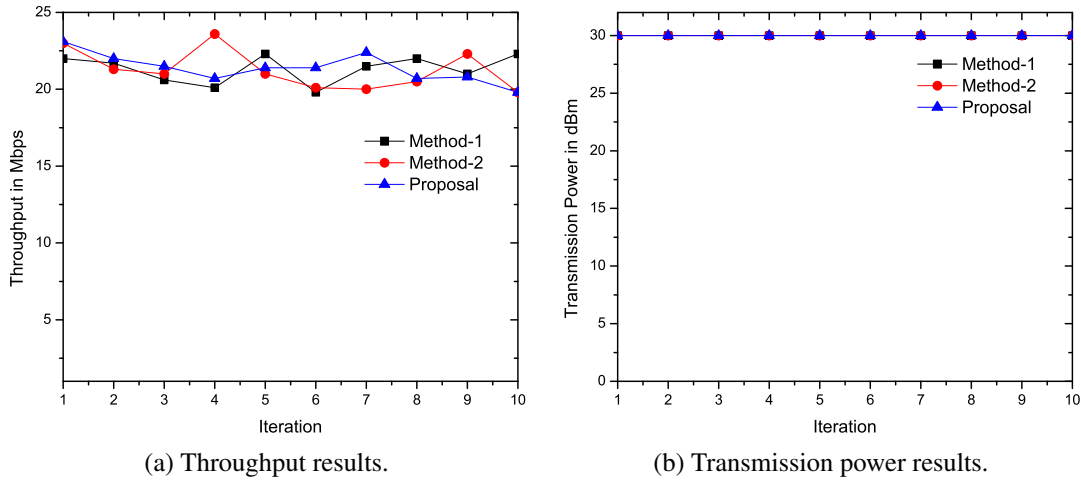 25
20
15
10
5
Throughput in Mbps
Method-1
Method-2
Proposal
1 2 3 4 5 6 7 8 9 10
Iteration
(a) Throughput results.
30
25
20
15
10
5
0
Transmission Power in dBm
Method-1
Method-2
Proposal
1 2 3 4 5 6 7 8 9 10
Iteration
(b) Transmission power results.